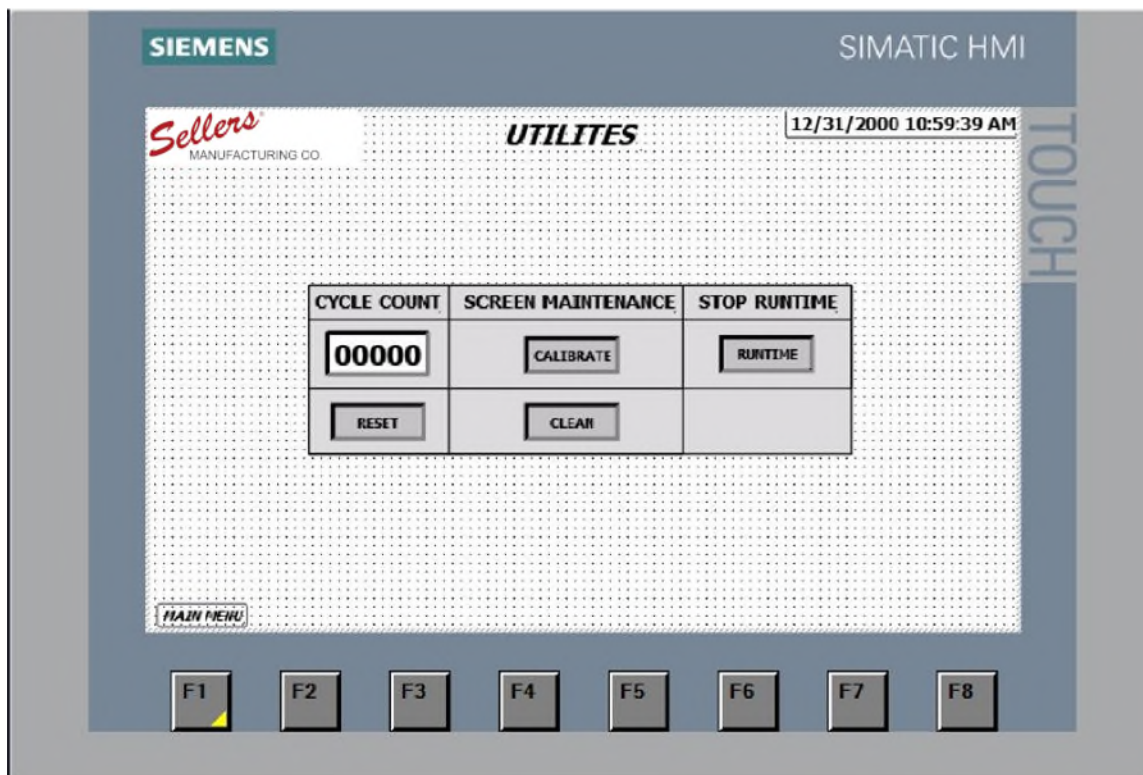 SIEMENS
SIMATIC HMI
Sellers®
MANUFACTURING CO.
UTILITES
12/31/2000 10:59:39 AM
TOUCH
CYCLE COUNT
SCREEN MAINTENANCE
STOP RUNTIME
00000
CALIBRATE
RUNTIME
RESET
CLEAN
MAIN MENU
F1
F2
F3
F4
F5
F6
F7
F8